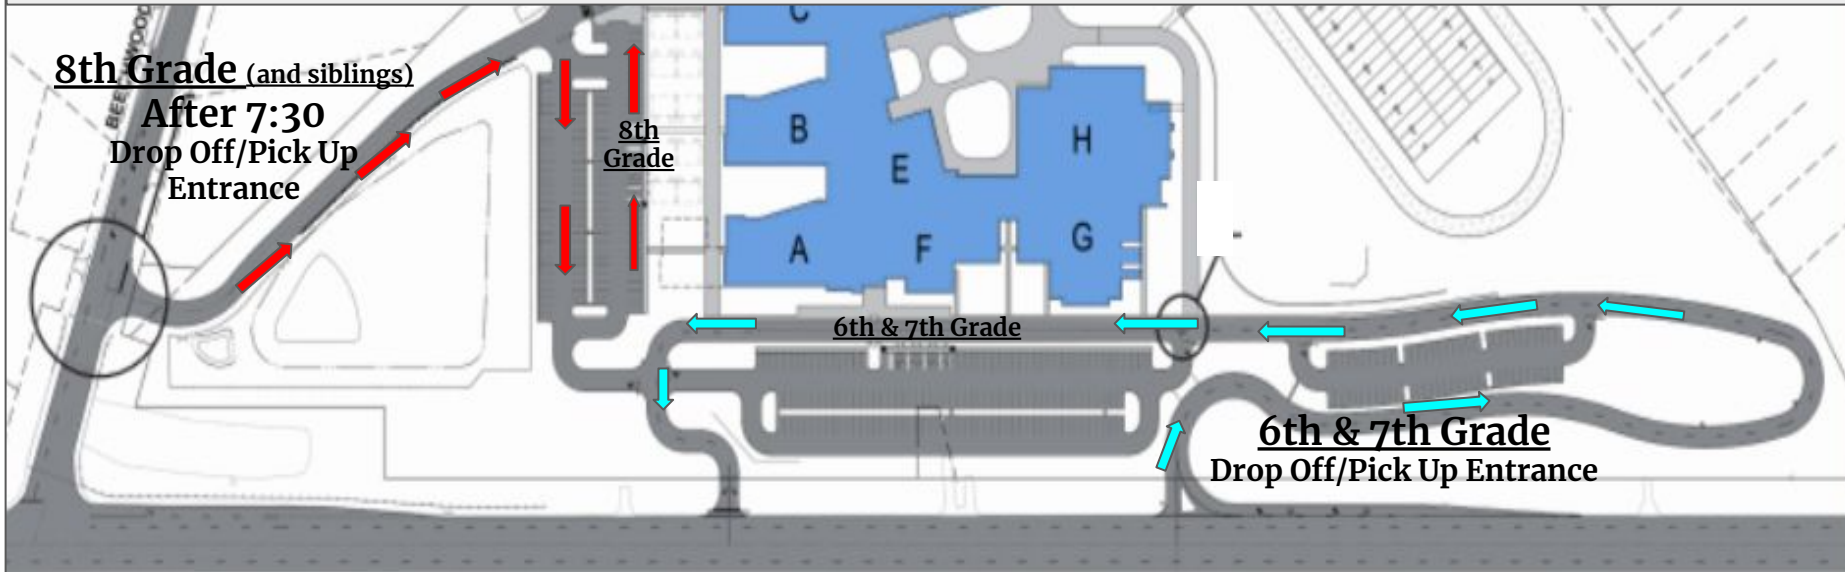 BEECHWOOD
8th Grade (and siblings)
After 7:30
Drop Off/Pick Up
Entrance
8th
Grade
C
B
A
E
F
H
G
6th & 7th Grade
6th & 7th Grade
Drop Off/Pick Up Entrance